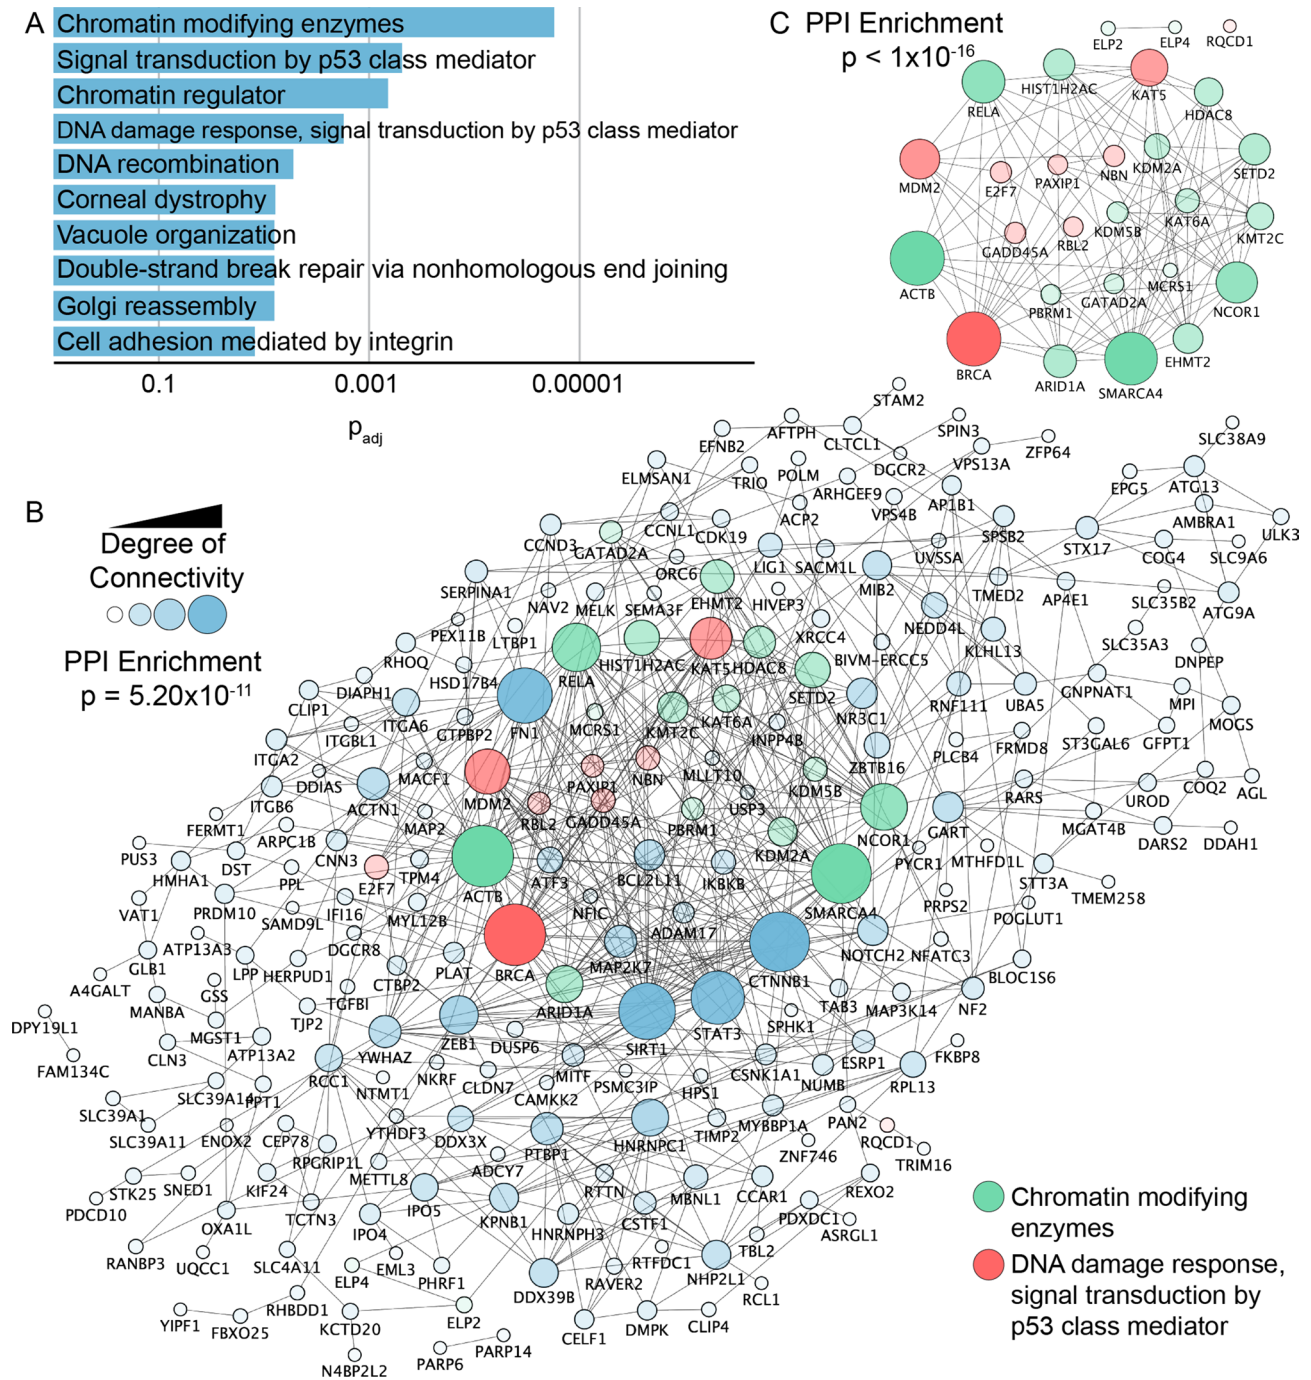 A
Chromatin modifying enzymes
Signal transduction by p53 class mediator
Chromatin regulator
DNA damage response, signal transduction by p53 class mediator
DNA recombination
Corneal dystrophy
Vacuole organization
Double-strand break repair via nonhomologous end joining
Golgi reassembly
Cell adhesion mediated by integrin
0.1 0.001 0.00001
padj
C PPI Enrichment
p < 1x10-16
ELP2 ELP4 RQCD1
HIST1H2AC KAT5
RELA HDAC8
MDM2 E2F7 PAXIP1 NBN KDM2A SETD2
GADD45A RBL2 KDM5B KAT6A KMT2C
ACTB PBRM1 GATAD2A MCRS1 NCOR1
BRCA ARID1A SMARCA4 EHMT2
B
Degree of
Connectivity
PPI Enrichment
p = 5.20x10-11
STAM2
EFNB2 AFTPH CLTCL1 SPIN3 ZFP64 SLC38A9
ELMSAN1 TRIO POLM DGCR2 VPS13A EPG5 ATG13
ARHGEF9 AP1B1 AMBRA1
CCND3 CCNL1 CDK19 ACP2 VPS4B SPSB2 STX17 ULK3
GATAD2A LIG1 SACM1L UVSSA COG4 SLC9A6
SERPINA1 ORC6 EHMT2 HIVEP3 MIB2 TMED2 AP4E1 SLC35B2 ATG9A
NAV2 MELK SEMA3F XRCC4 NEDD4L SLC35A3
PEX11B LTBP1 KLHL13
RHOQ HSD17B4 RELA HIST1H2AC KAT5 HDAC8 BIVM-ERCC5 DNPEP
DIAPH1 SETD2 GNPNAT1 MPI
CLIP1 ITGBL1 ITGA6 GTPBP2 FN1 MCRS1 KMT2C KAT6A INPP4B NR3C1 RNF111 UBA5 MOGS
ITGA2 MACF1 PLCB4 FRMD8 ST3GAL6 GFPT1
DDIAS MDM2 PAXIP1 NBN MLLT10 ZBTB16
ITGB6 ACTN1 RBL2 GADD45A USP3 KDM5B RARS UROD COQ2 AGL
FERMT1 MAP2 PBRM1 KDM2A NCOR1 GART MGAT4B DARS2 DDAH1
PUS3 ARPC1B CNN3 PYCR1 MTHFD1L
HMHA1 DST PPL E2F7 TPM4 ACTB ATF3 BCL2L11 IKBKB STT3A
VAT1 PRDM10 SAMD9L IFI16 MYL12B NFIC SMARCA4 PRPS2 POGLUT1 TMEM258
ATP13A3 DGCR8 ADAM17
GLB1 LPP HERPUD1 CTBP2 PLAT BRCA MAP2K7 CTNNB1 NOTCH2 NFATC3 BLOC1S6
A4GALT MANBA GSS TGFBI ARID1A TAB3 MAP3K14 NF2
DPY19L1 MGST1 TJP2 STAT3 SPHK1
CLN3 ATP13A2 YWHAZ ZEB1 DUSP6 SIRT1 ESRP1 FKBP8
FAM134C RCC1 NKRF CLDN7 MITF PSMC3IP CSNK1A1 NUMB RPL13
SLC39A1 SLC39A14 PPT1 NTMT1 CAMKK2 HPS1
SLC39A11 ENOX2 CEP78 YTHDF3 DDX3X PTBP1 HNRNPC1 TIMP2 MYBBP1A PAN2 RQCD1
RPGRIP1L METTL8 ADCY7 ZNF746 TRIM16
STK25 SNED1 KIF24 RTTN MBNL1 CCAR1 REXO2
PDCD10 OXA1L TCTN3 IPO5 KPNB1 HNRNPH3 CSTF1 PDXDC1 ASRGL1
RANBP3 UQCC1 SLC4A11 IPO4 TBL2
ELP4 EML3 PHRF1 DDX39B RAVER2 RTFDC1 NHP2L1 RCL1
YIPF1 FBXO25 RHBDD1 KCTD20 ELP2 CELF1 DMPK CLIP4
N4BP2L2 PARP6 PARP14
Chromatin modifying
enzymes
DNA damage response,
signal transduction by
p53 class mediator